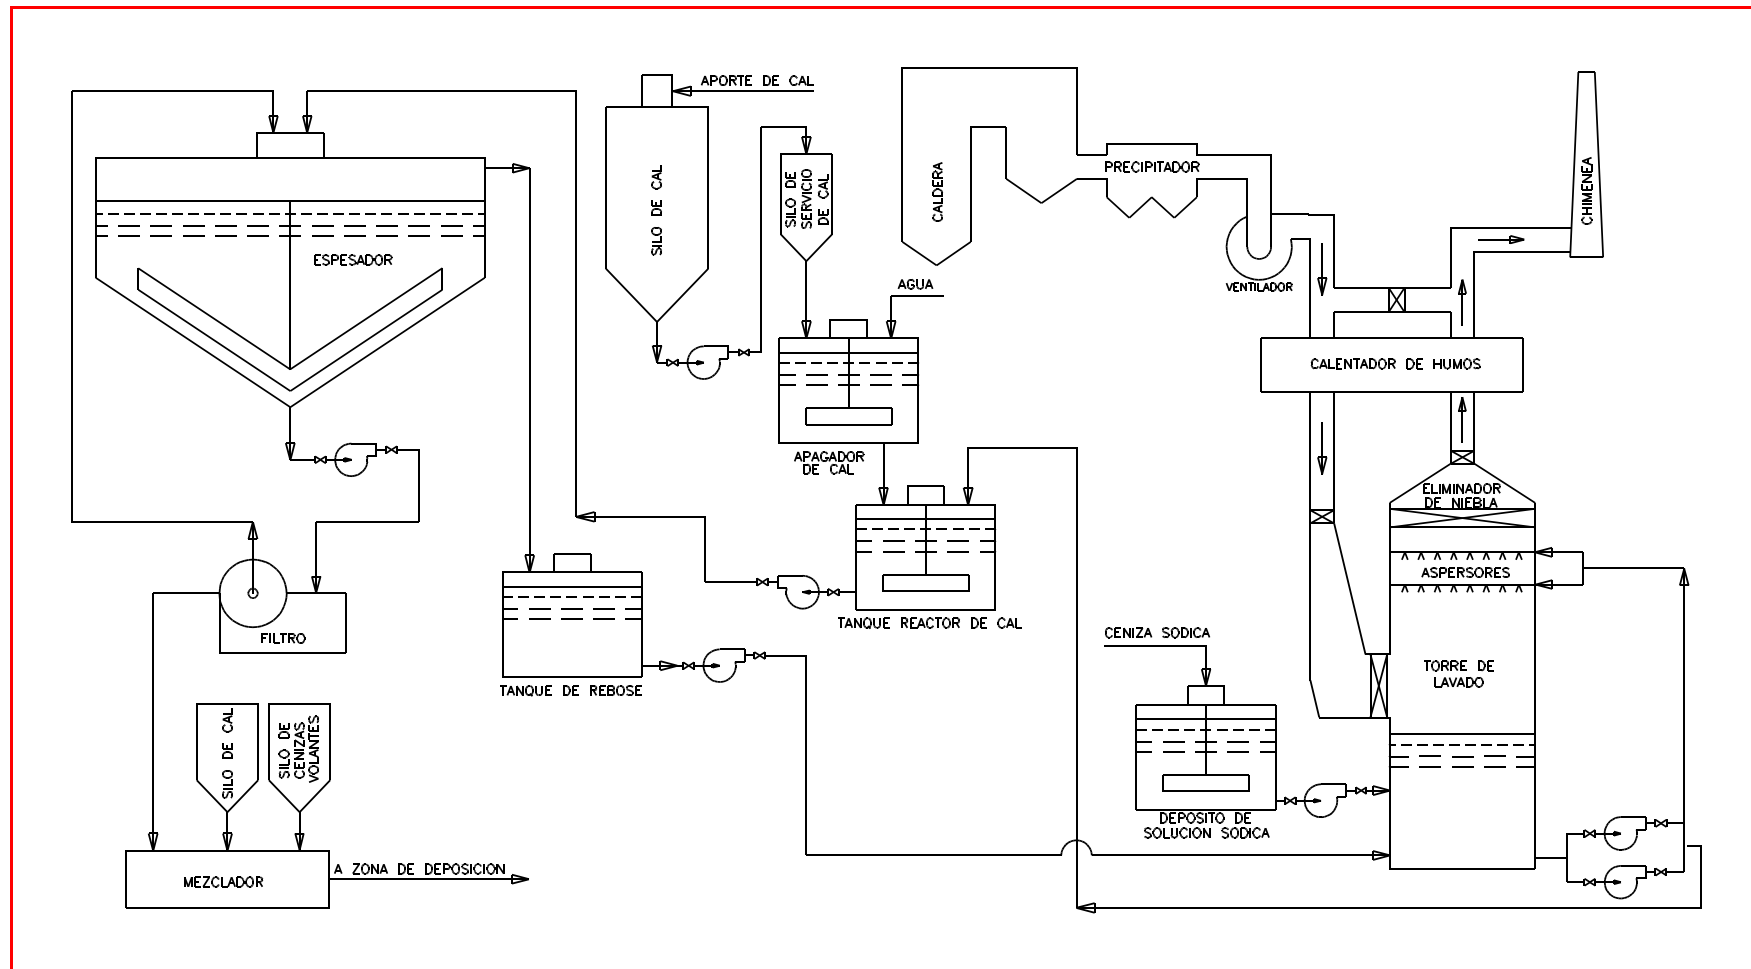 APORTE DE CAL
SILO DE CAL
SILO DE
SERVICIO
DE CAL
CALDERA
PRECIPITADOR
CHIMENEA
ESPESADOR
AGUA
VENTILADOR
CALENTADOR DE HUMOS
APAGADOR
DE CAL
ELIMINADOR
DE NIEBLA
ASPERSORES
TANQUE REACTOR DE CAL
FILTRO
CENIZA SODICA
TORRE DE
LAVADO
TANQUE DE REBOSE
SILO DE CAL
SILO DE
CENIZAS
VOLANTES
DEPOSITO DE
SOLUCION SODICA
A ZONA DE DEPOSICION
MEZCLADOR